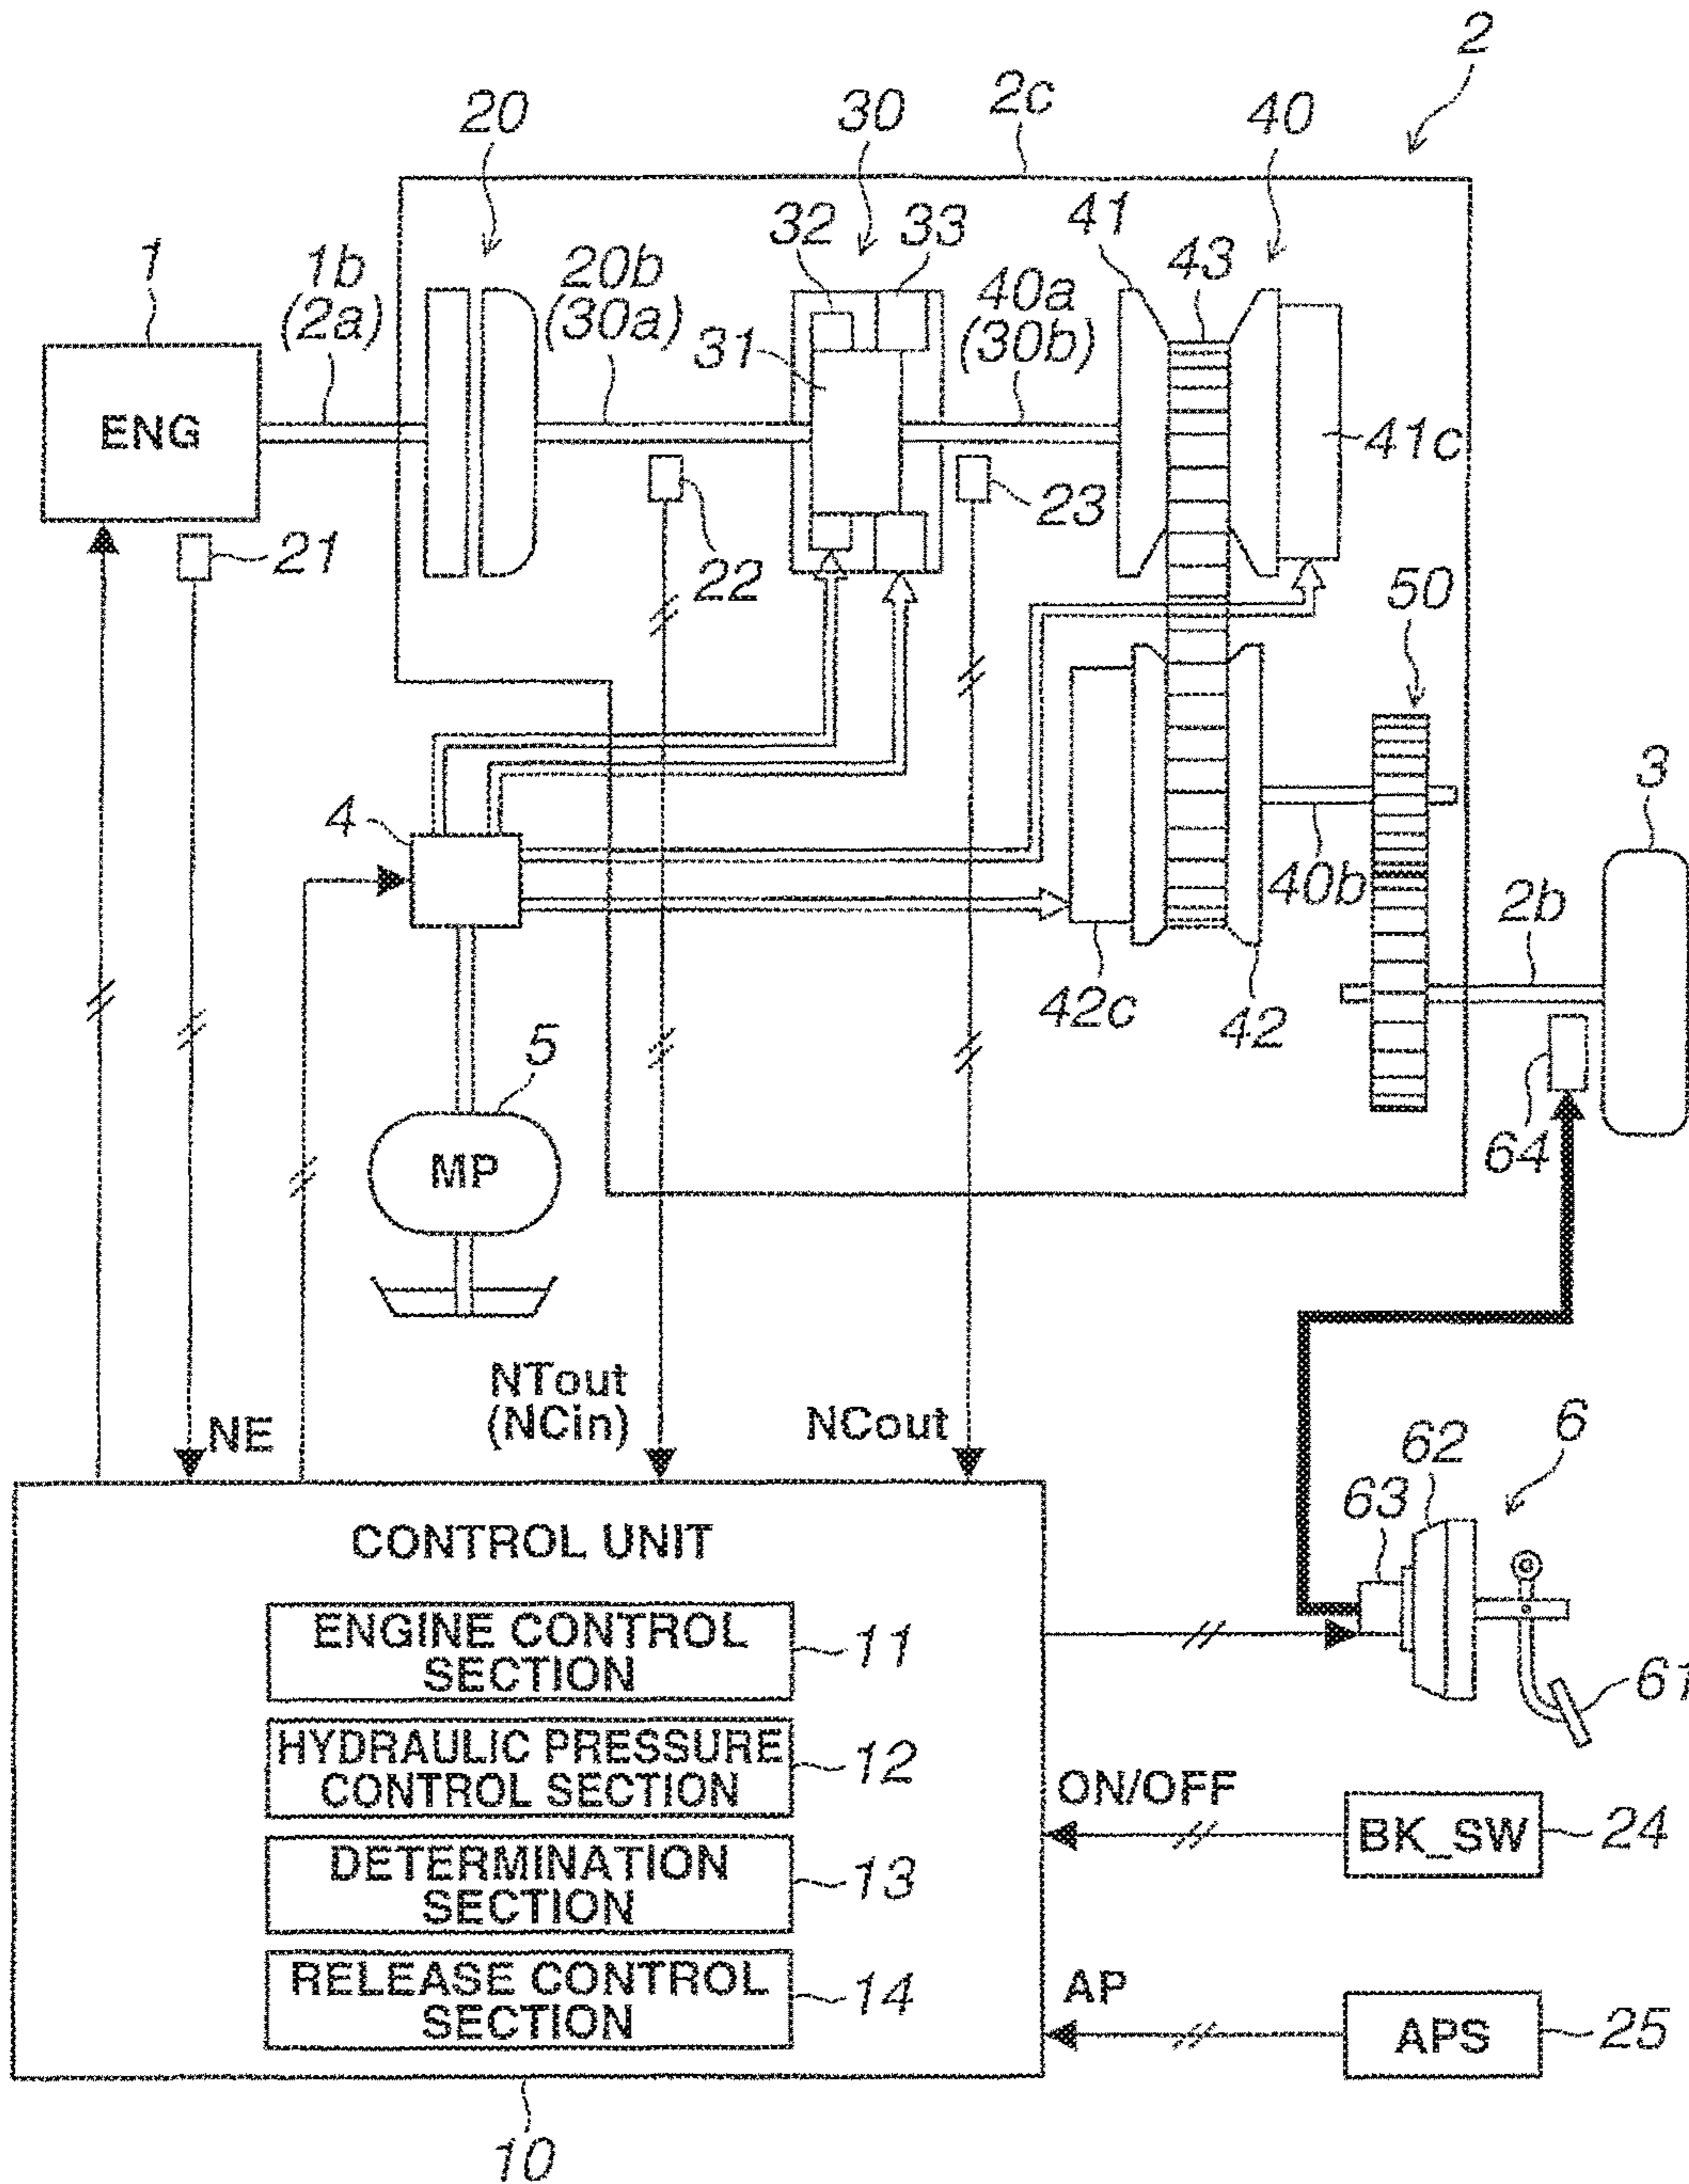 2
2c
20
30
40
32
33
41
43
1
1b
(2a)
20b
(30a)
40a
(30b)
31
ENG
41c
21
22
23
50
4
3
40b
2b
42c
42
5
64
MP
NTout
(NCin)
NE
NCout
6
62
63
CONTROL UNIT
ENGINE CONTROL
SECTION
11
61
HYDRAULIC PRESSURE
CONTROL SECTION
12
ON/OFF
BK_SW
24
DETERMINATION
SECTION
13
RELEASE CONTROL
SECTION
14
AP
APS
25
10